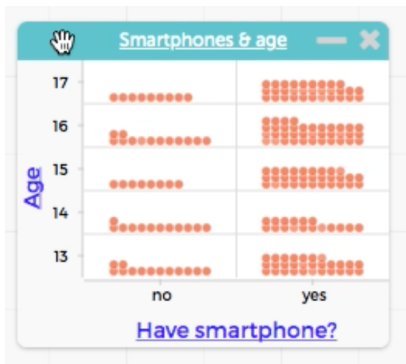 Smartphones & age
17
16
15
14
13
Age
no yes
Have smartphone?